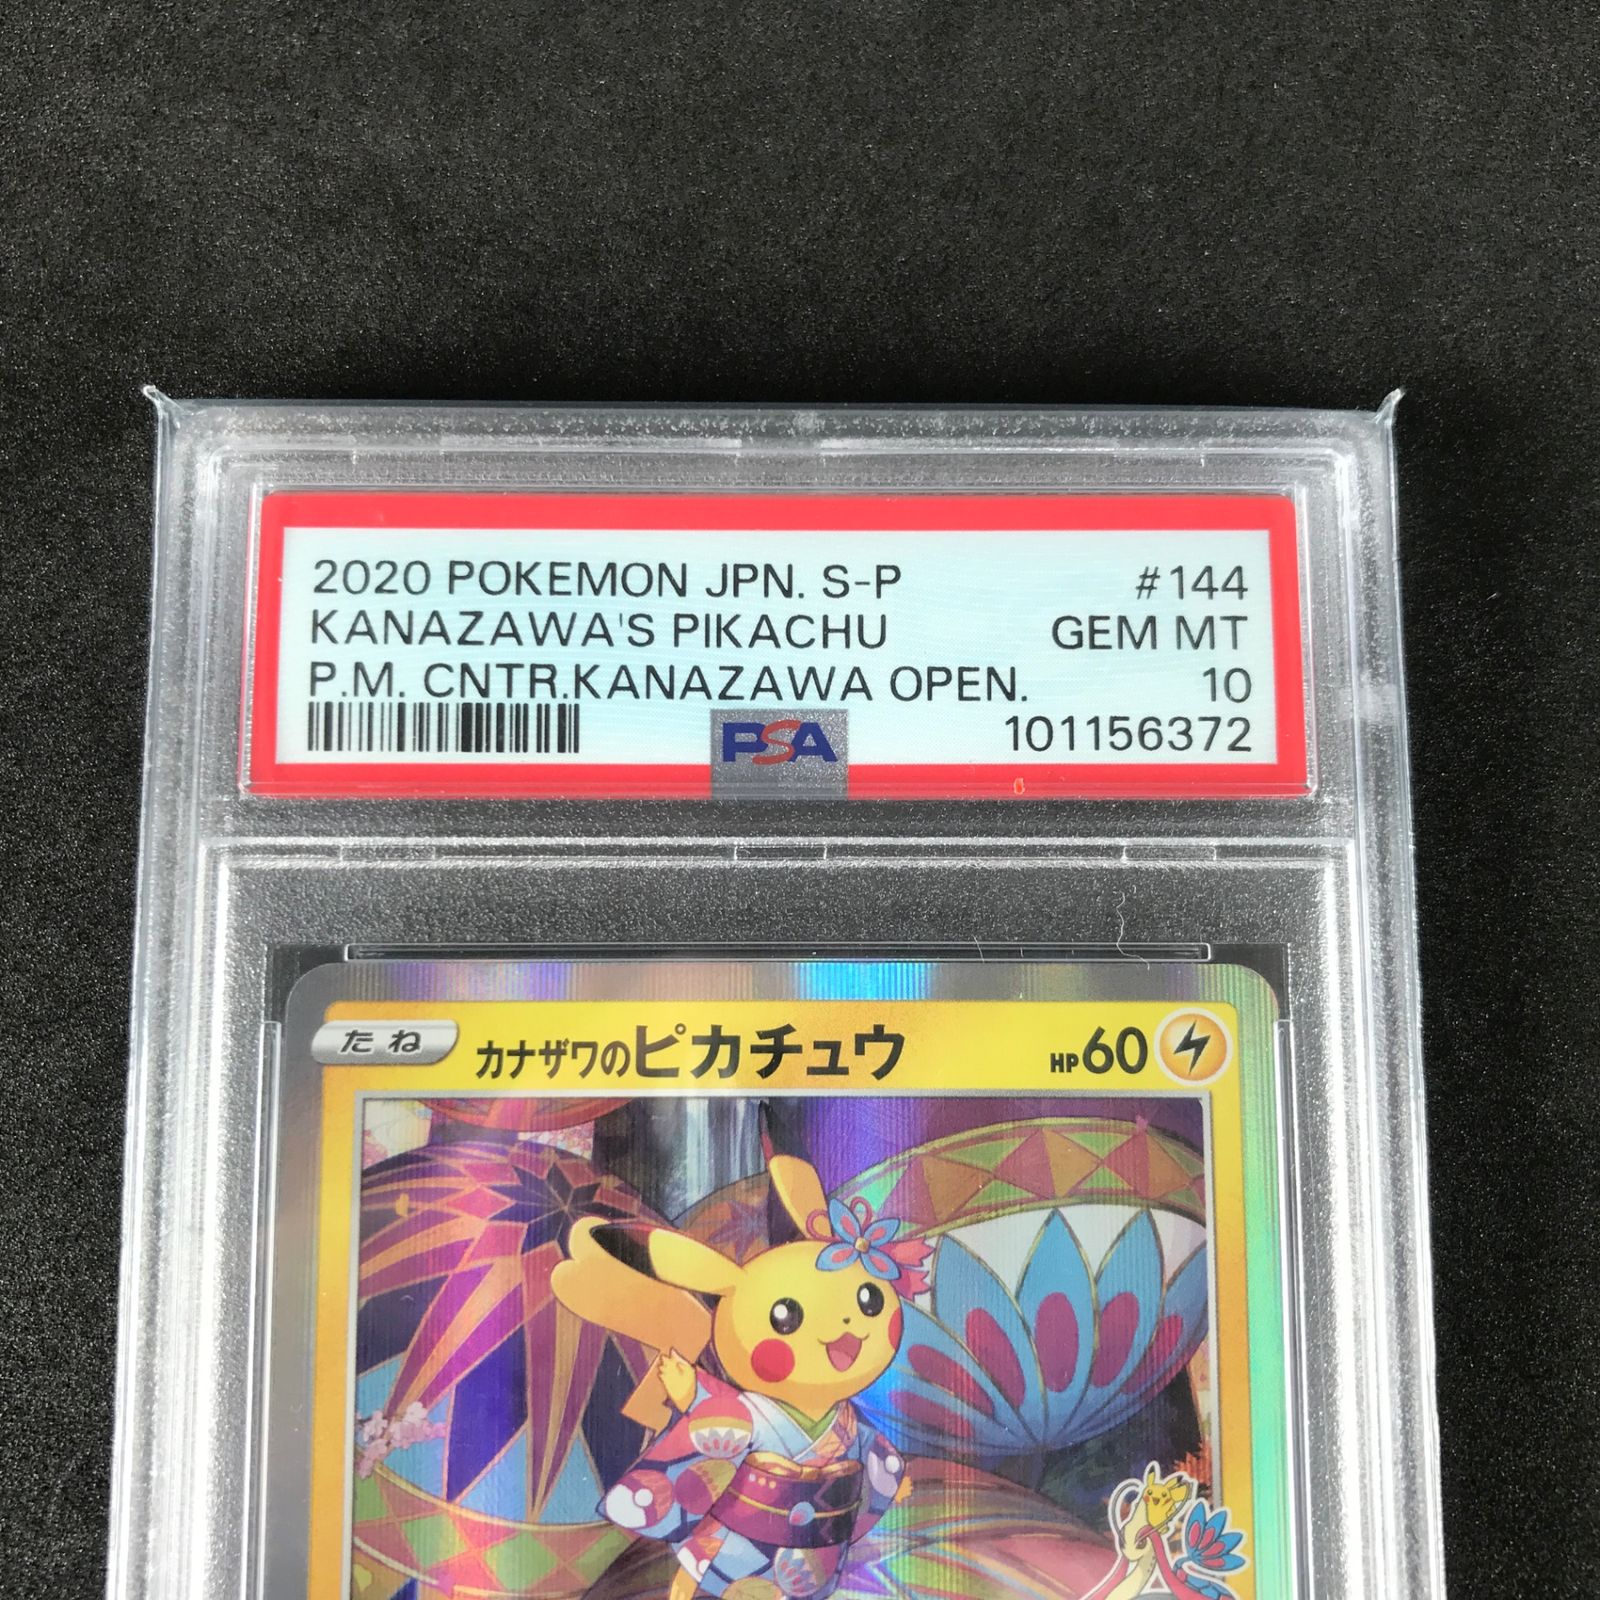 2020 POKEMON JPN. S-P #144
KANAZAWA'S PIKACHU GEM MT
P.M. CNTR.KANAZAWA OPEN. 10
PSA 101156372
たね カナザワのピカチュウ HP60